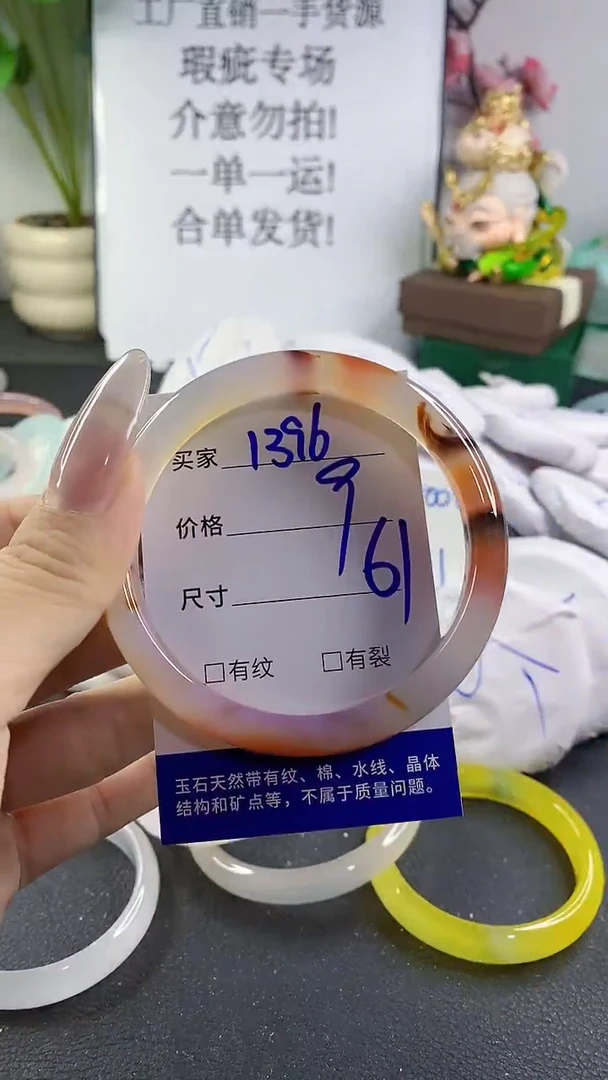 工厂直销一手货源
瑕疵专场
介意勿拍!
一单一运!
合单发货!
买家 1396
价格 9
尺寸 61
□有纹 □有裂
玉石天然带有纹、棉、水线、晶体
结构和矿点等，不属于质量问题。